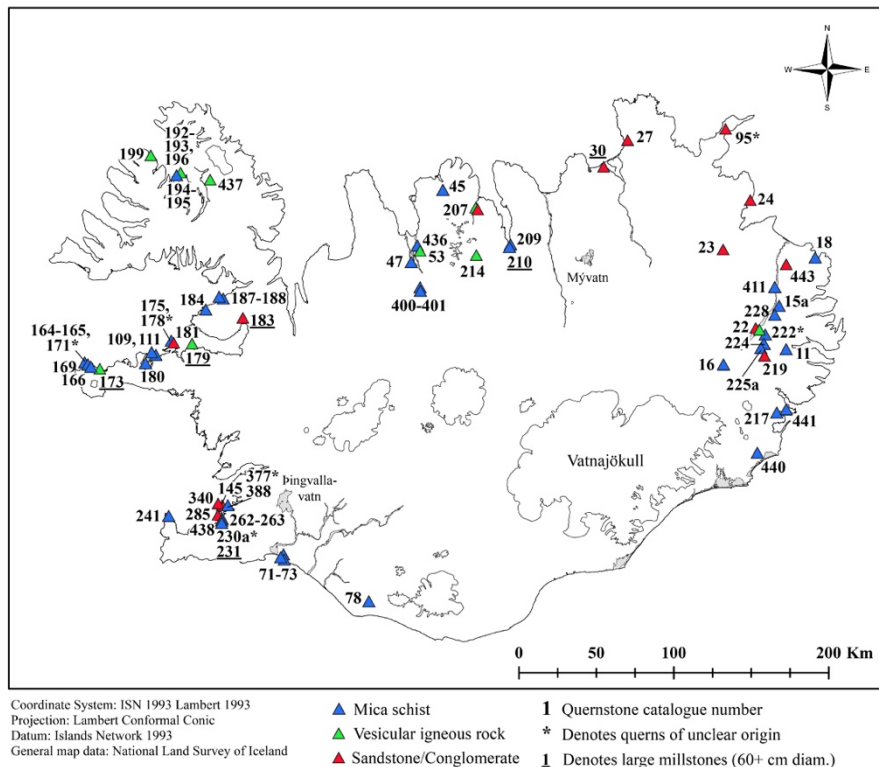 N
W E
S
192-
193,
196
199
194-
195
437
45
207
436
53
47
400-401
214
209
210
30
27
95*
24
23
18
443
Mývatn
411
15a
228
22
222*
224
11
16
219
225a
217
441
440
175,
178*
184
187-188
183
164-165,
171*
109, 111
181
169
166
173
180
179
Vatnajökull
Þingvalla-
vatn
377*
145
388
340
285
438
241
262-263
230a*
231
71-73
78
0 50 100 200 Km
Coordinate System: ISN 1993 Lambert 1993
Projection: Lambert Conformal Conic
Datum: Islands Network 1993
General map data: National Land Survey of Iceland
Mica schist
Vesicular igneous rock
Sandstone/Conglomerate
1 Quernstone catalogue number
* Denotes querns of unclear origin
1 Denotes large millstones (60+ cm diam.)